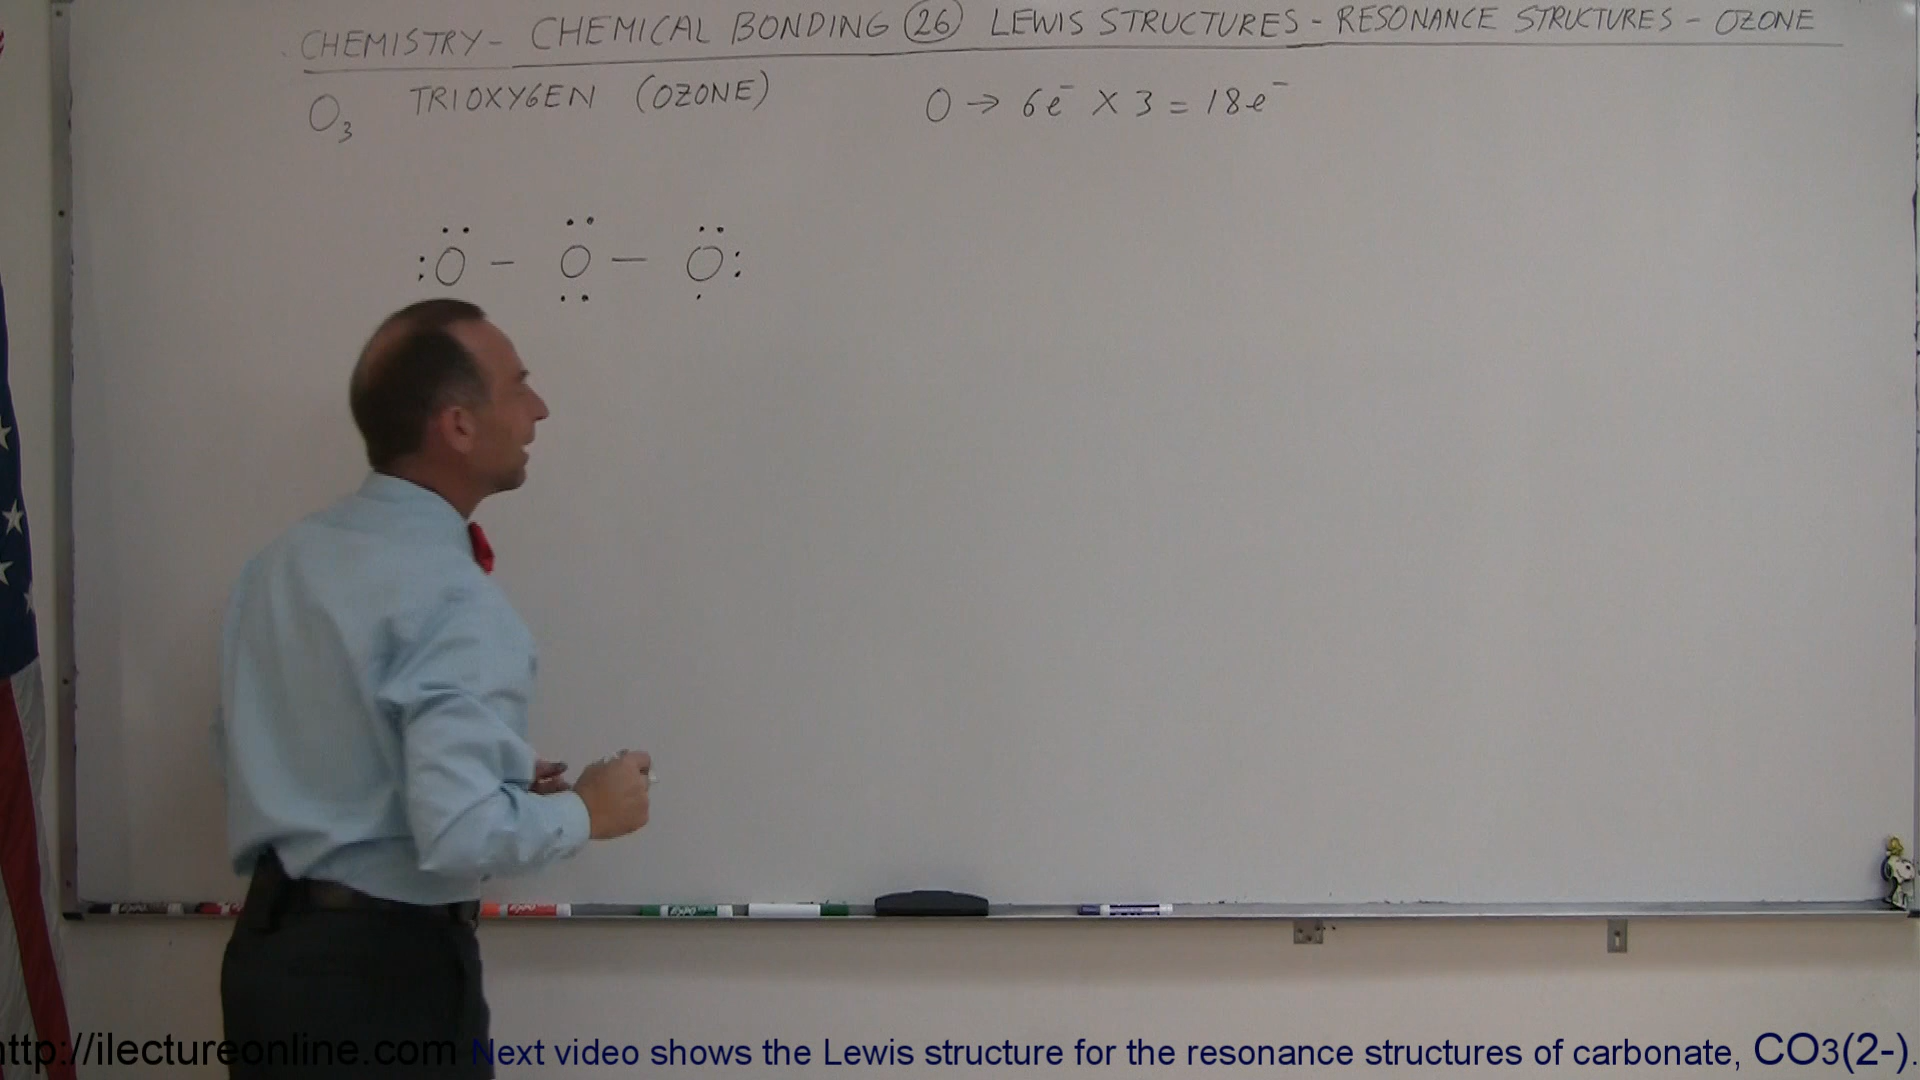 CHEMISTRY - CHEMICAL BONDING 26 LEWIS STRUCTURES - RESONANCE STRUCTURES - OZONE
O3 TRIOXYGEN (OZONE) O → 6e⁻ X 3 = 18e⁻
:O - O - O:
http://ilectureonline.com Next video shows the Lewis structure for the resonance structures of carbonate, CO3(2-).